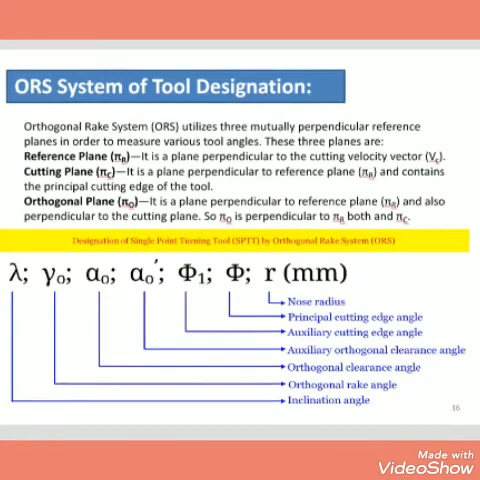 ORS System of Tool Designation:
Orthogonal Rake System (ORS) utilizes three mutually perpendicular reference
planes in order to measure various tool angles. These three planes are:
Reference Plane (πR)—It is a plane perpendicular to the cutting velocity vector (Vc).
Cutting Plane (πC)—It is a plane perpendicular to reference plane (πR) and contains
the principal cutting edge of the tool.
Orthogonal Plane (πO)—It is a plane perpendicular to reference plane (πR) and also
perpendicular to the cutting plane. So πO is perpendicular to πR both and πC.
Designation of Single Point Turning Tool (SPTT) by Orthogonal Rake System (ORS)
λ; γo; αo; αo′; Φ1; Φ; r (mm)
Nose radius
Principal cutting edge angle
Auxiliary cutting edge angle
Auxiliary orthogonal clearance angle
Orthogonal clearance angle
Orthogonal rake angle
Inclination angle
16
Made with
VideoShow